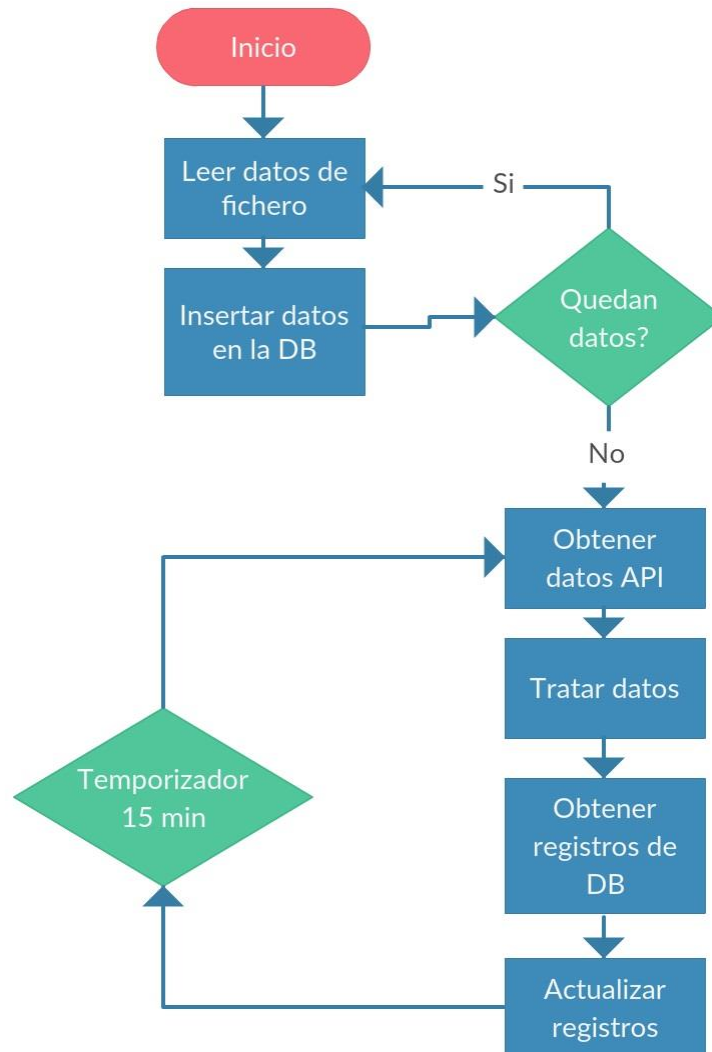 Inicio
Leer datos de
fichero
Si
Insertar datos
en la DB
Quedan
datos?
No
Obtener
datos API
Tratar datos
Temporizador
15 min
Obtener
registros de
DB
Actualizar
registros